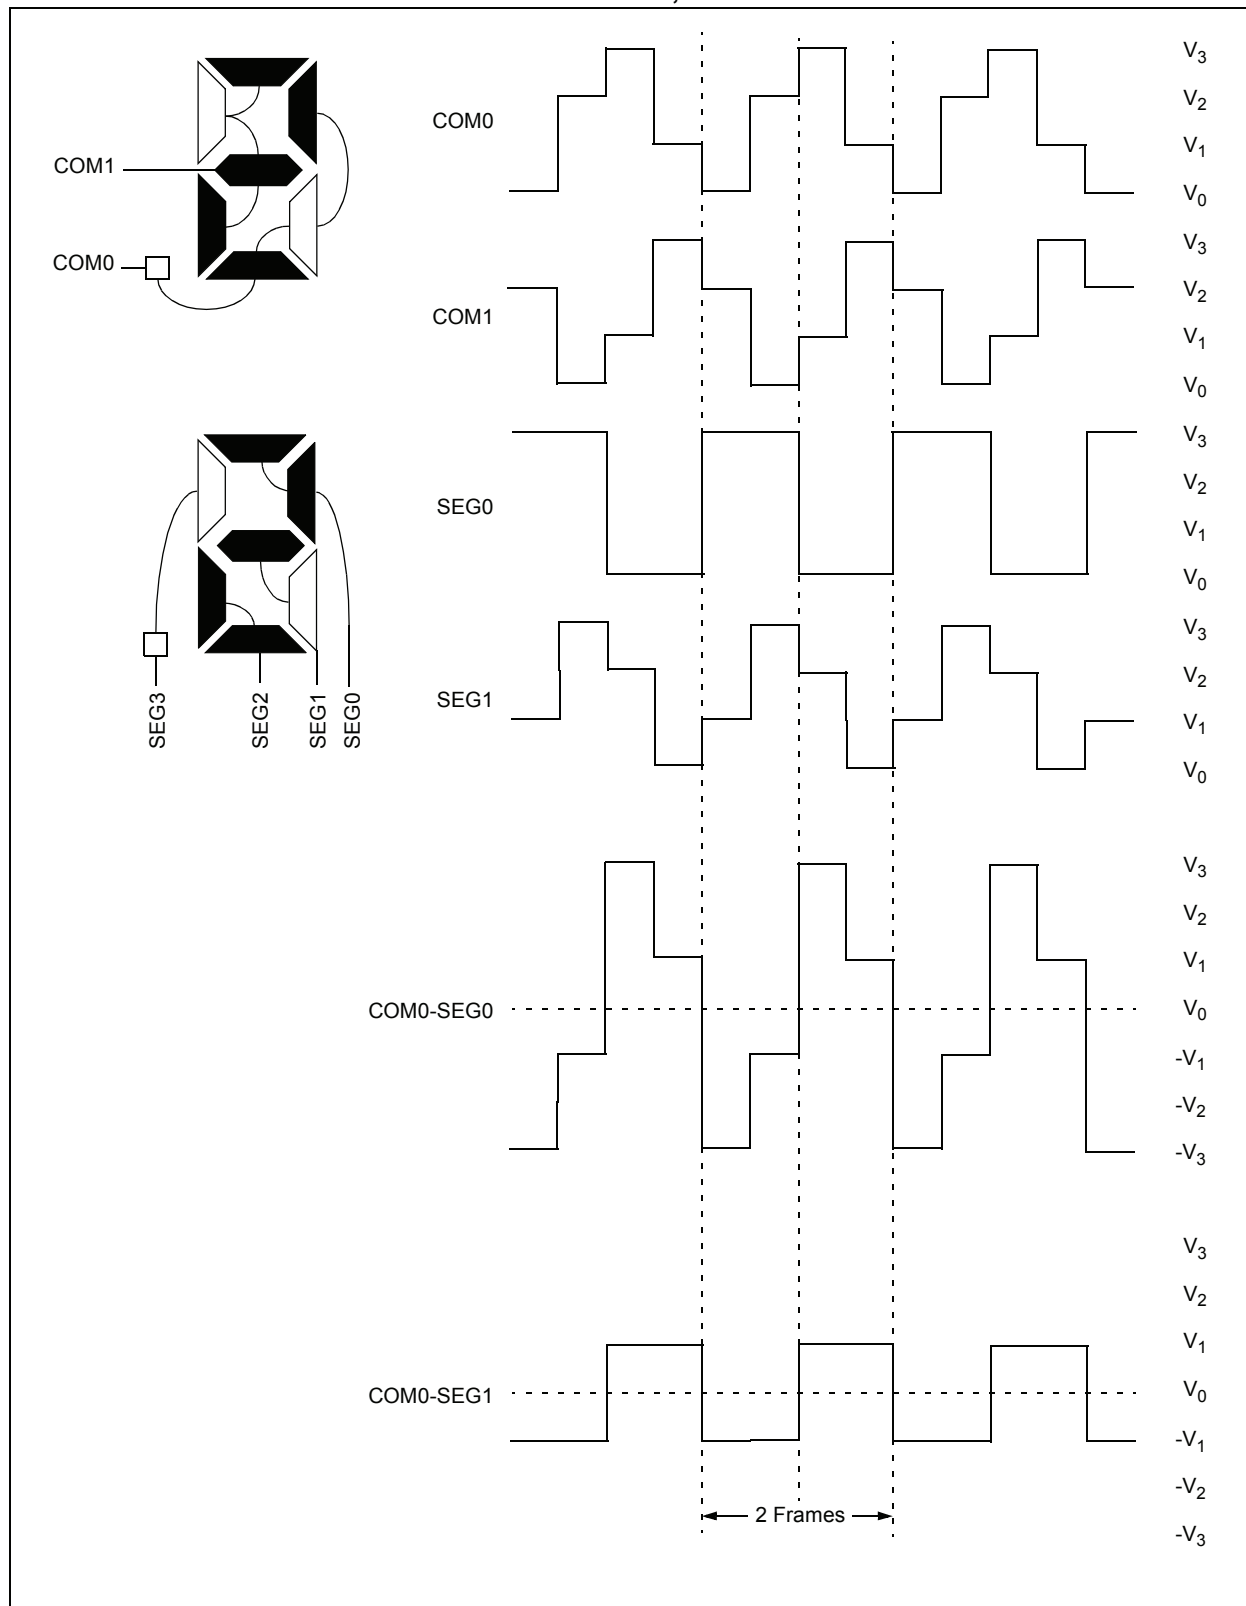 COM1
COM0
SEG3
SEG2
SEG1
SEG0
COM0
V3
V2
V1
V0
COM1
V3
V2
V1
V0
SEG0
V3
V2
V1
V0
SEG1
V3
V2
V1
V0
COM0-SEG0
V3
V2
V1
V0
-V1
-V2
-V3
COM0-SEG1
V3
V2
V1
V0
-V1
-V2
-V3
2 Frames